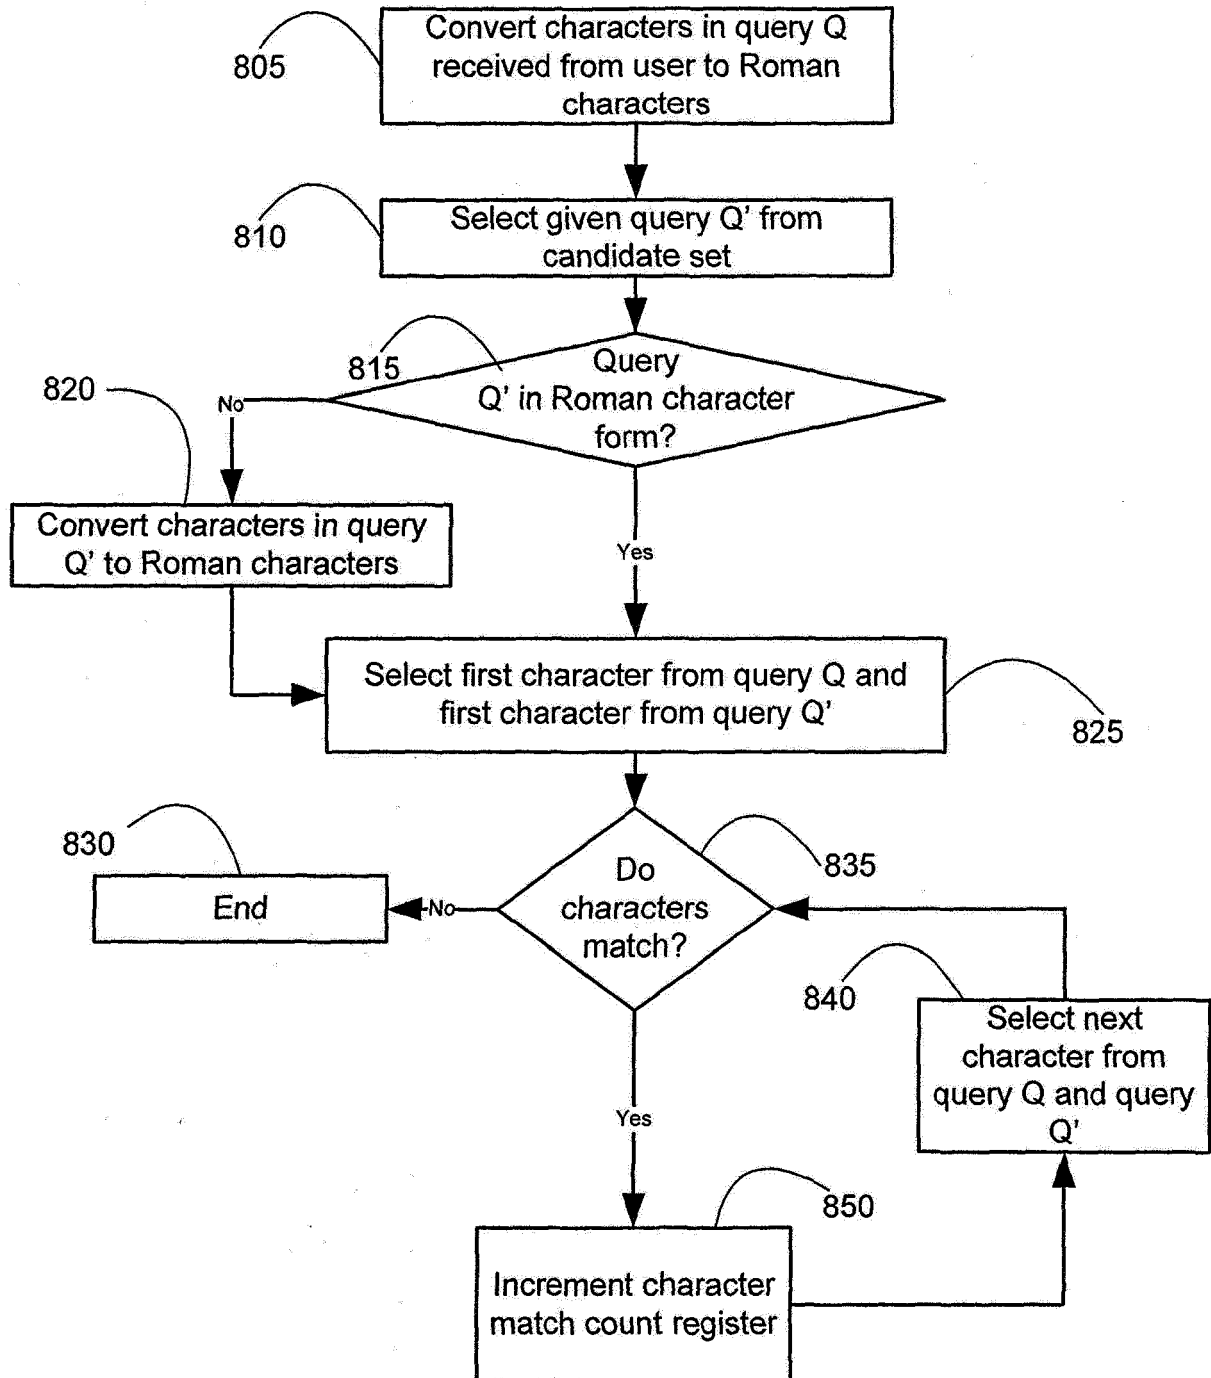 Convert characters in query Q
received from user to Roman
characters
805
Select given query Q' from
candidate set
810
815
Query
Q' in Roman character
form?
820
No
Convert characters in query
Q' to Roman characters
Yes
Select first character from query Q and
first character from query Q'
825
830
End
No
Do
characters
match?
835
840
Select next
character from
query Q and query
Q'
Yes
850
Increment character
match count register